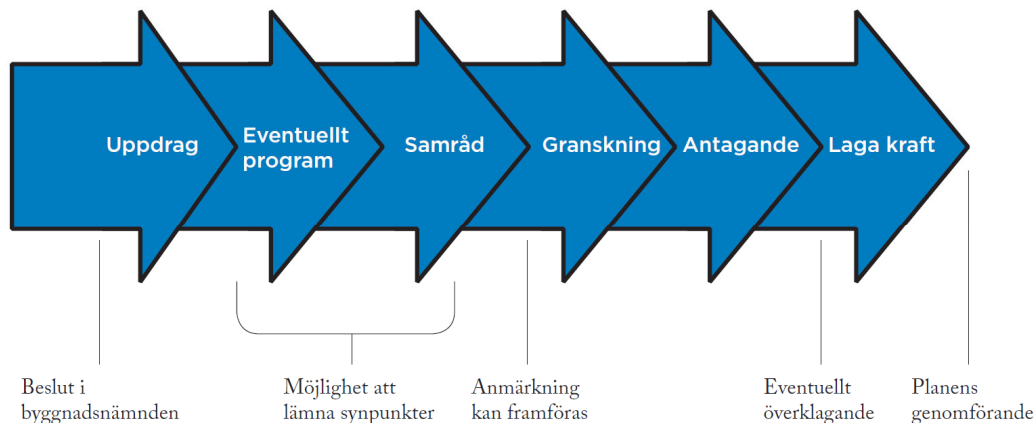 Uppdrag
Eventuellt
program
Samråd
Granskning
Antagande
Laga kraft
Beslut i
byggnadsnämnden
Möjlighet att
lämna synpunkter
Anmärkning
kan framföras
Eventuellt
överklagande
Planens
genomförande